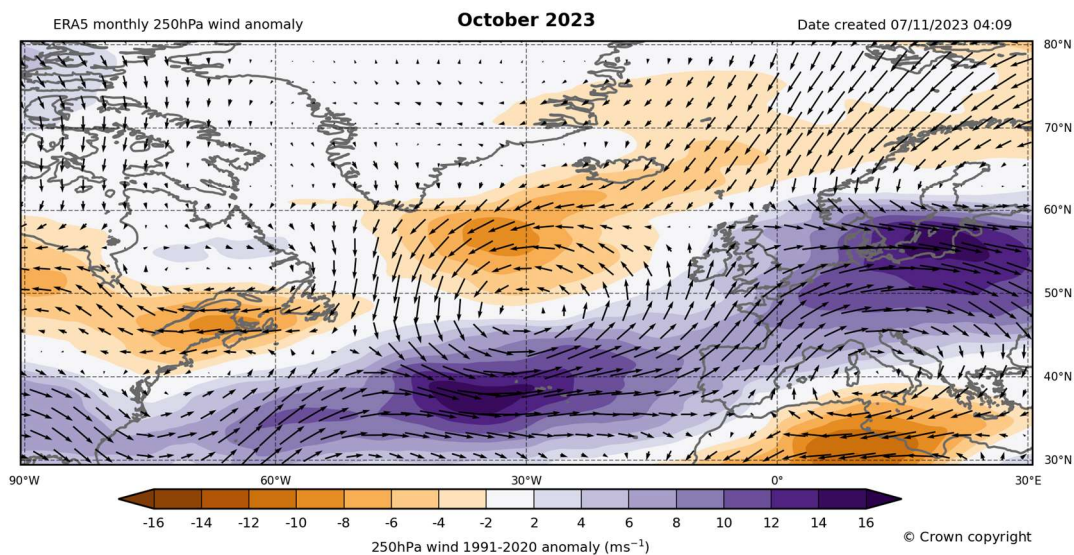 ERA5 monthly 250hPa wind anomaly
October 2023
Date created 07/11/2023 04:09
80°N
70°N
60°N
50°N
40°N
30°N
90°W 60°W 30°W 0° 30°E
-16 -14 -12 -10 -8 -6 -4 -2 2 4 6 8 10 12 14 16
250hPa wind 1991-2020 anomaly (ms⁻¹)
© Crown copyright